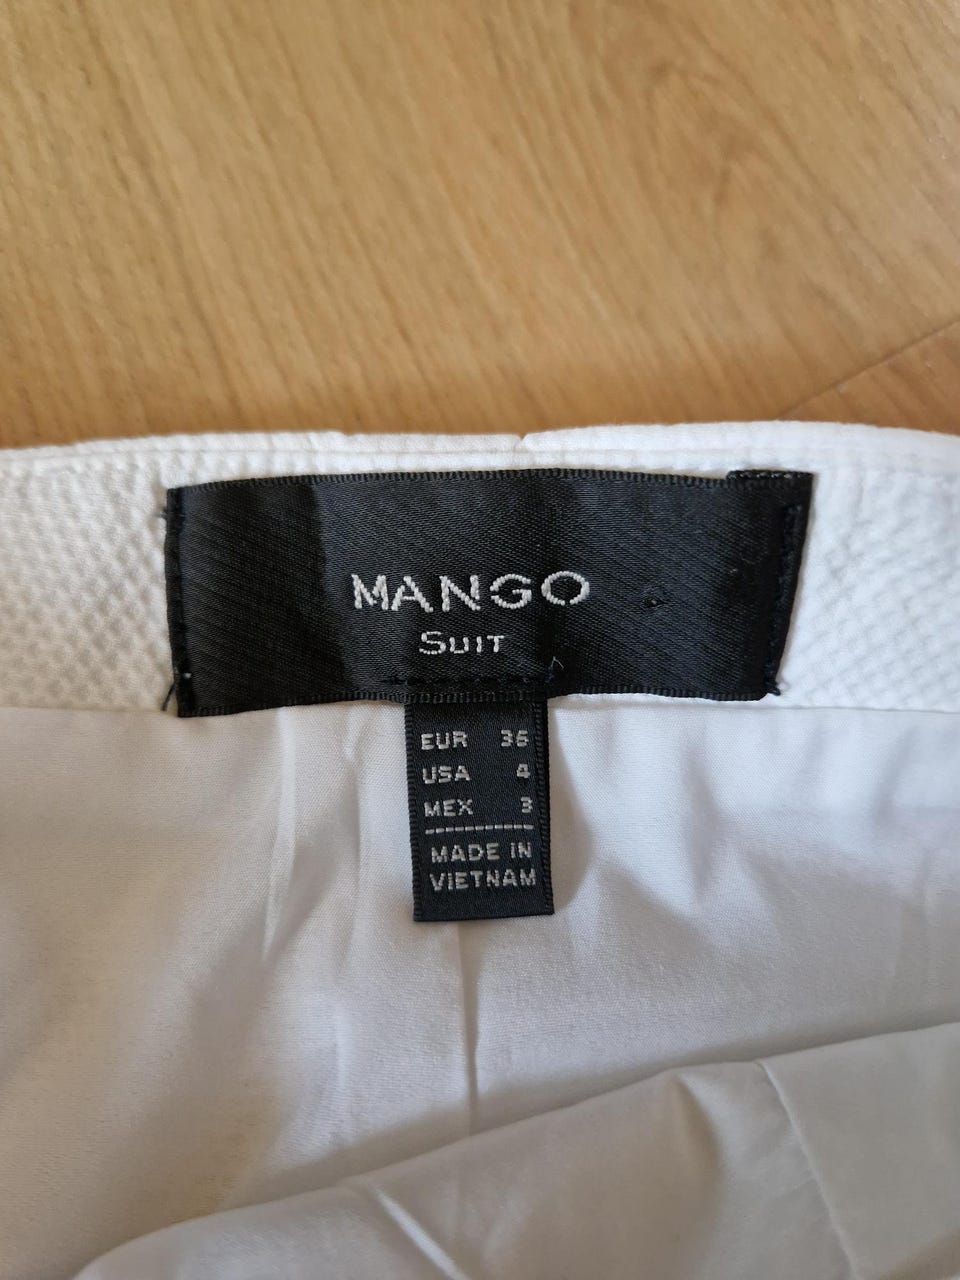 MANGO
SUIT
EUR 36
USA 4
MEX 3
MADE IN
VIETNAM